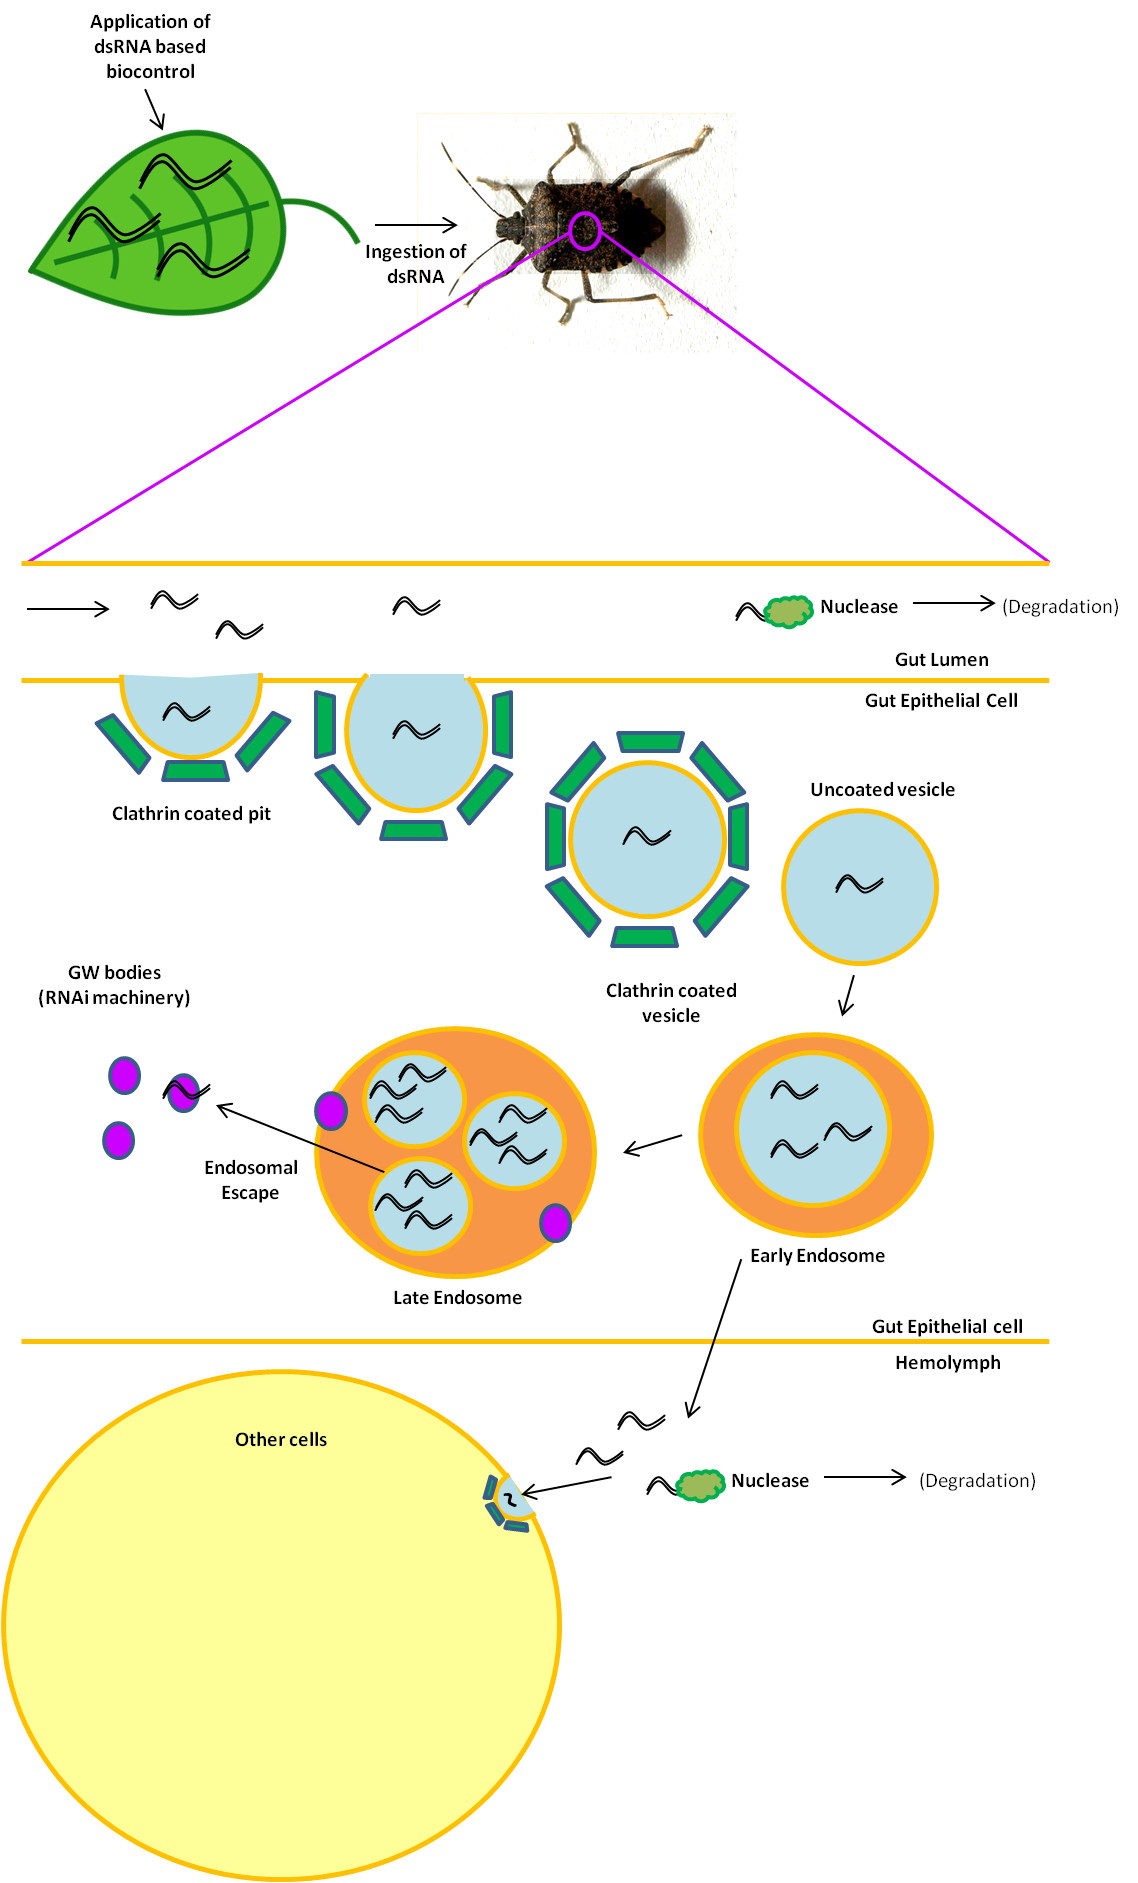 Application of
dsRNA based
biocontrol
Ingestion of
dsRNA
Nuclease
(Degradation)
Gut Lumen
Gut Epithelial Cell
Clathrin coated pit
Uncoated vesicle
GW bodies
(RNAi machinery)
Clathrin coated
vesicle
Endosomal
Escape
Early Endosome
Late Endosome
Gut Epithelial cell
Hemolymph
Other cells
Nuclease
(Degradation)